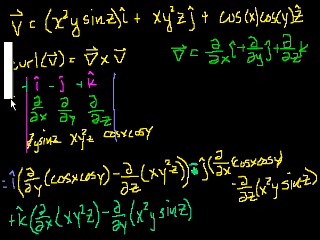 v⃗ = (x²y sin z) î + xy²z ĵ + cos(x) cos(y) ẑ
∇⃗ = ∂/∂x î + ∂/∂y ĵ + ∂/∂z k
curl(v⃗) = ∇⃗ × v⃗
+ î - ĵ + k̂
∂/∂x ∂/∂y ∂/∂z
x²y sin z xy²z cos x cos y
= î (∂/∂y (cos x cos y) - ∂/∂z (xy²z)) - ĵ (∂/∂x (cos x cos y)
- ∂/∂z (x²y sin z))
+ k̂ (∂/∂x (xy²z) - ∂/∂y (x²y sin z)